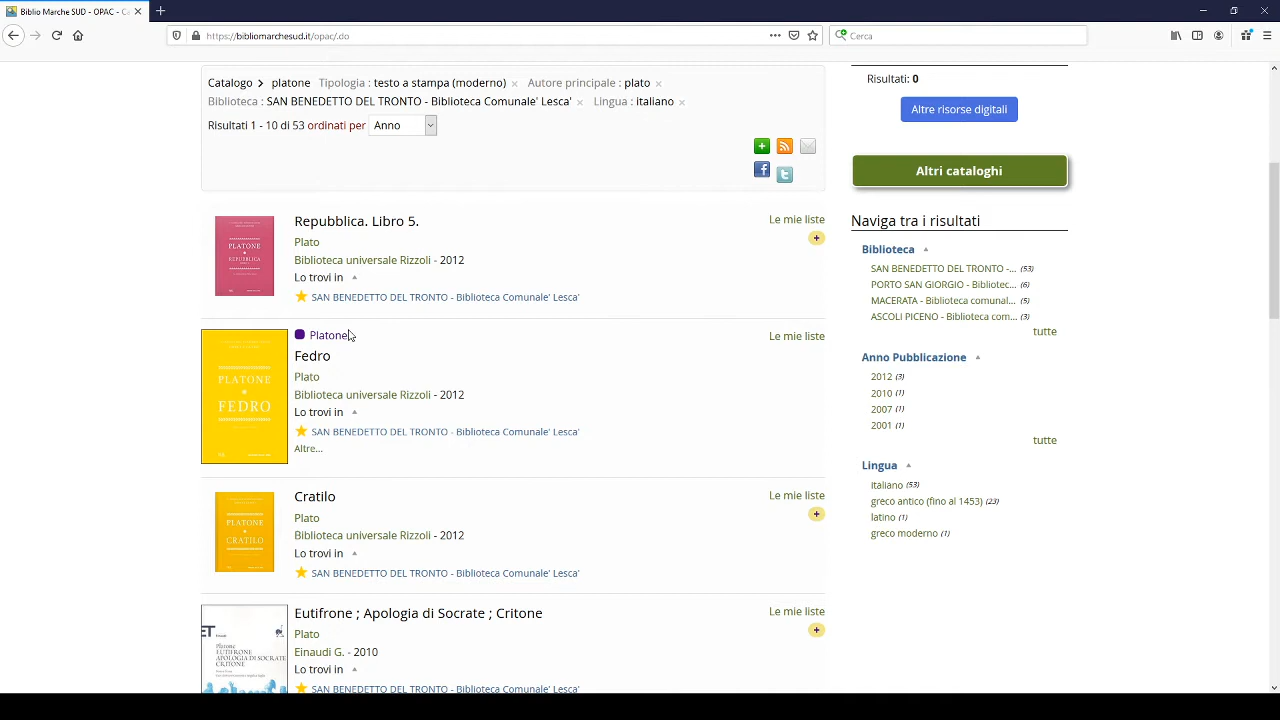 Biblio Marche SUD - OPAC - Ca
https://bibliomarchesud.it/opac/.do
Cerca
Catalogo > platone Tipologia : testo a stampa (moderno) × Autore principale : plato ×
Biblioteca : SAN BENEDETTO DEL TRONTO - Biblioteca Comunale' Lesca' × Lingua : italiano ×
Risultati 1 - 10 di 53 ordinati per Anno
Repubblica. Libro 5.
Le mie liste
Plato
Biblioteca universale Rizzoli - 2012
Lo trovi in
SAN BENEDETTO DEL TRONTO - Biblioteca Comunale' Lesca'
PLATONE
REPUBBLICA
Platone
Le mie liste
Fedro
Plato
Biblioteca universale Rizzoli - 2012
Lo trovi in
SAN BENEDETTO DEL TRONTO - Biblioteca Comunale' Lesca'
Altre...
PLATONE
FEDRO
Cratilo
Le mie liste
Plato
Biblioteca universale Rizzoli - 2012
Lo trovi in
SAN BENEDETTO DEL TRONTO - Biblioteca Comunale' Lesca'
PLATONE
CRATILO
Eutifrone ; Apologia di Socrate ; Critone
Le mie liste
Plato
Einaudi G. - 2010
Lo trovi in
SAN BENEDETTO DEL TRONTO - Biblioteca Comunale' Lesca'
ET
Platone
EUTIFRONE
APOLOGIA DI SOCRATE
CRITONE
Risultati: 0
Altre risorse digitali
Altri cataloghi
Naviga tra i risultati
Biblioteca
SAN BENEDETTO DEL TRONTO -... (53)
PORTO SAN GIORGIO - Bibliotec... (6)
MACERATA - Biblioteca comunal... (5)
ASCOLI PICENO - Biblioteca com... (3)
tutte
Anno Pubblicazione
2012 (3)
2010 (1)
2007 (1)
2001 (1)
tutte
Lingua
italiano (53)
greco antico (fino al 1453) (23)
latino (1)
greco moderno (1)